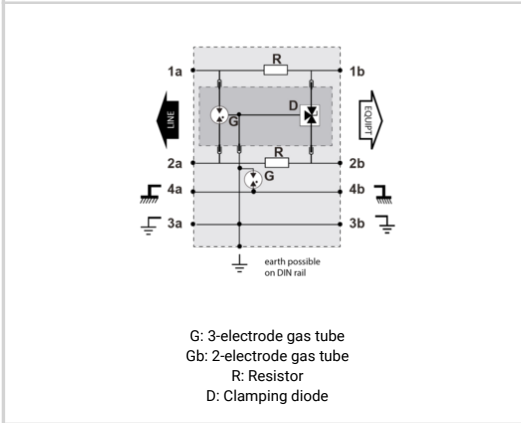 R
1a 1b
D
LINE
G
EQUIPT
R
2a 2b
G
4a 4b
3a 3b
earth possible
on DIN rail
G: 3-electrode gas tube
Gb: 2-electrode gas tube
R: Resistor
D: Clamping diode